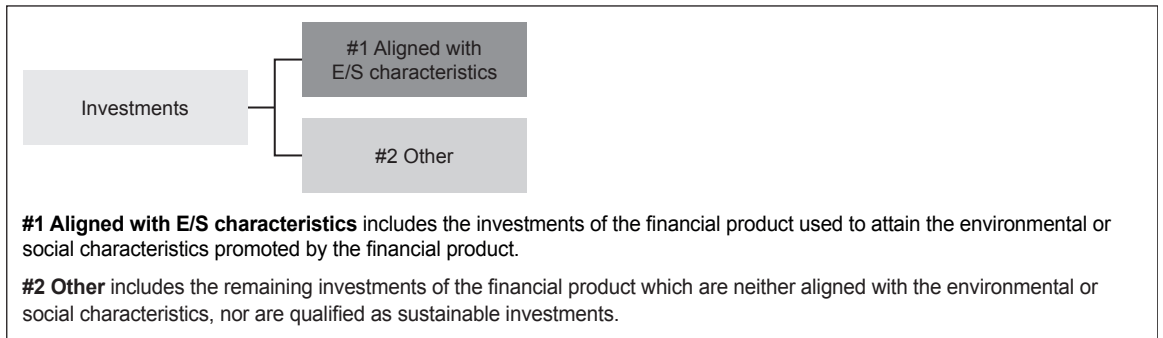 #1 Aligned with
E/S characteristics
Investments
#2 Other
#1 Aligned with E/S characteristics includes the investments of the financial product used to attain the environmental or
social characteristics promoted by the financial product.
#2 Other includes the remaining investments of the financial product which are neither aligned with the environmental or
social characteristics, nor are qualified as sustainable investments.